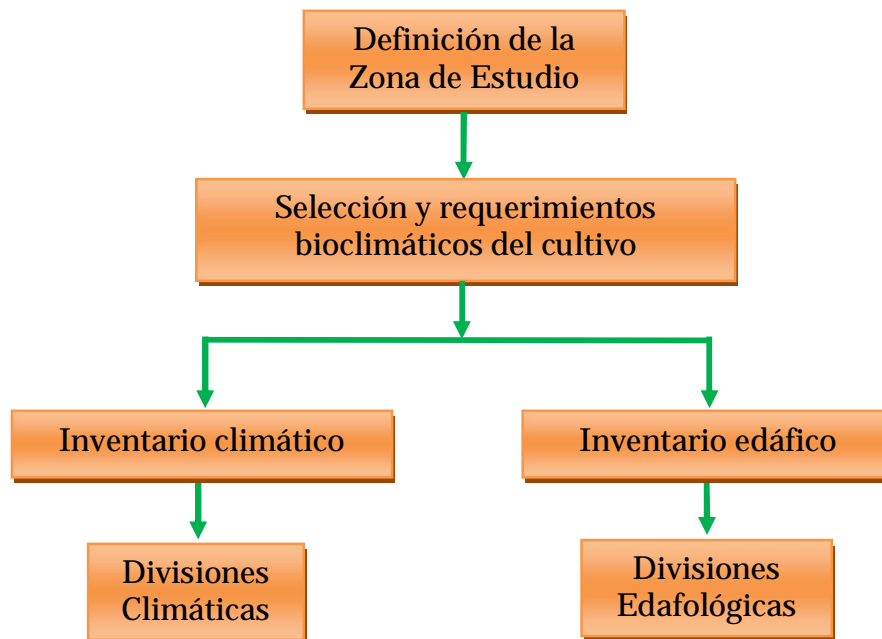 Definición de la
Zona de Estudio
Selección y requerimientos
bioclimáticos del cultivo
Inventario climático
Inventario edáfico
Divisiones
Climáticas
Divisiones
Edafológicas